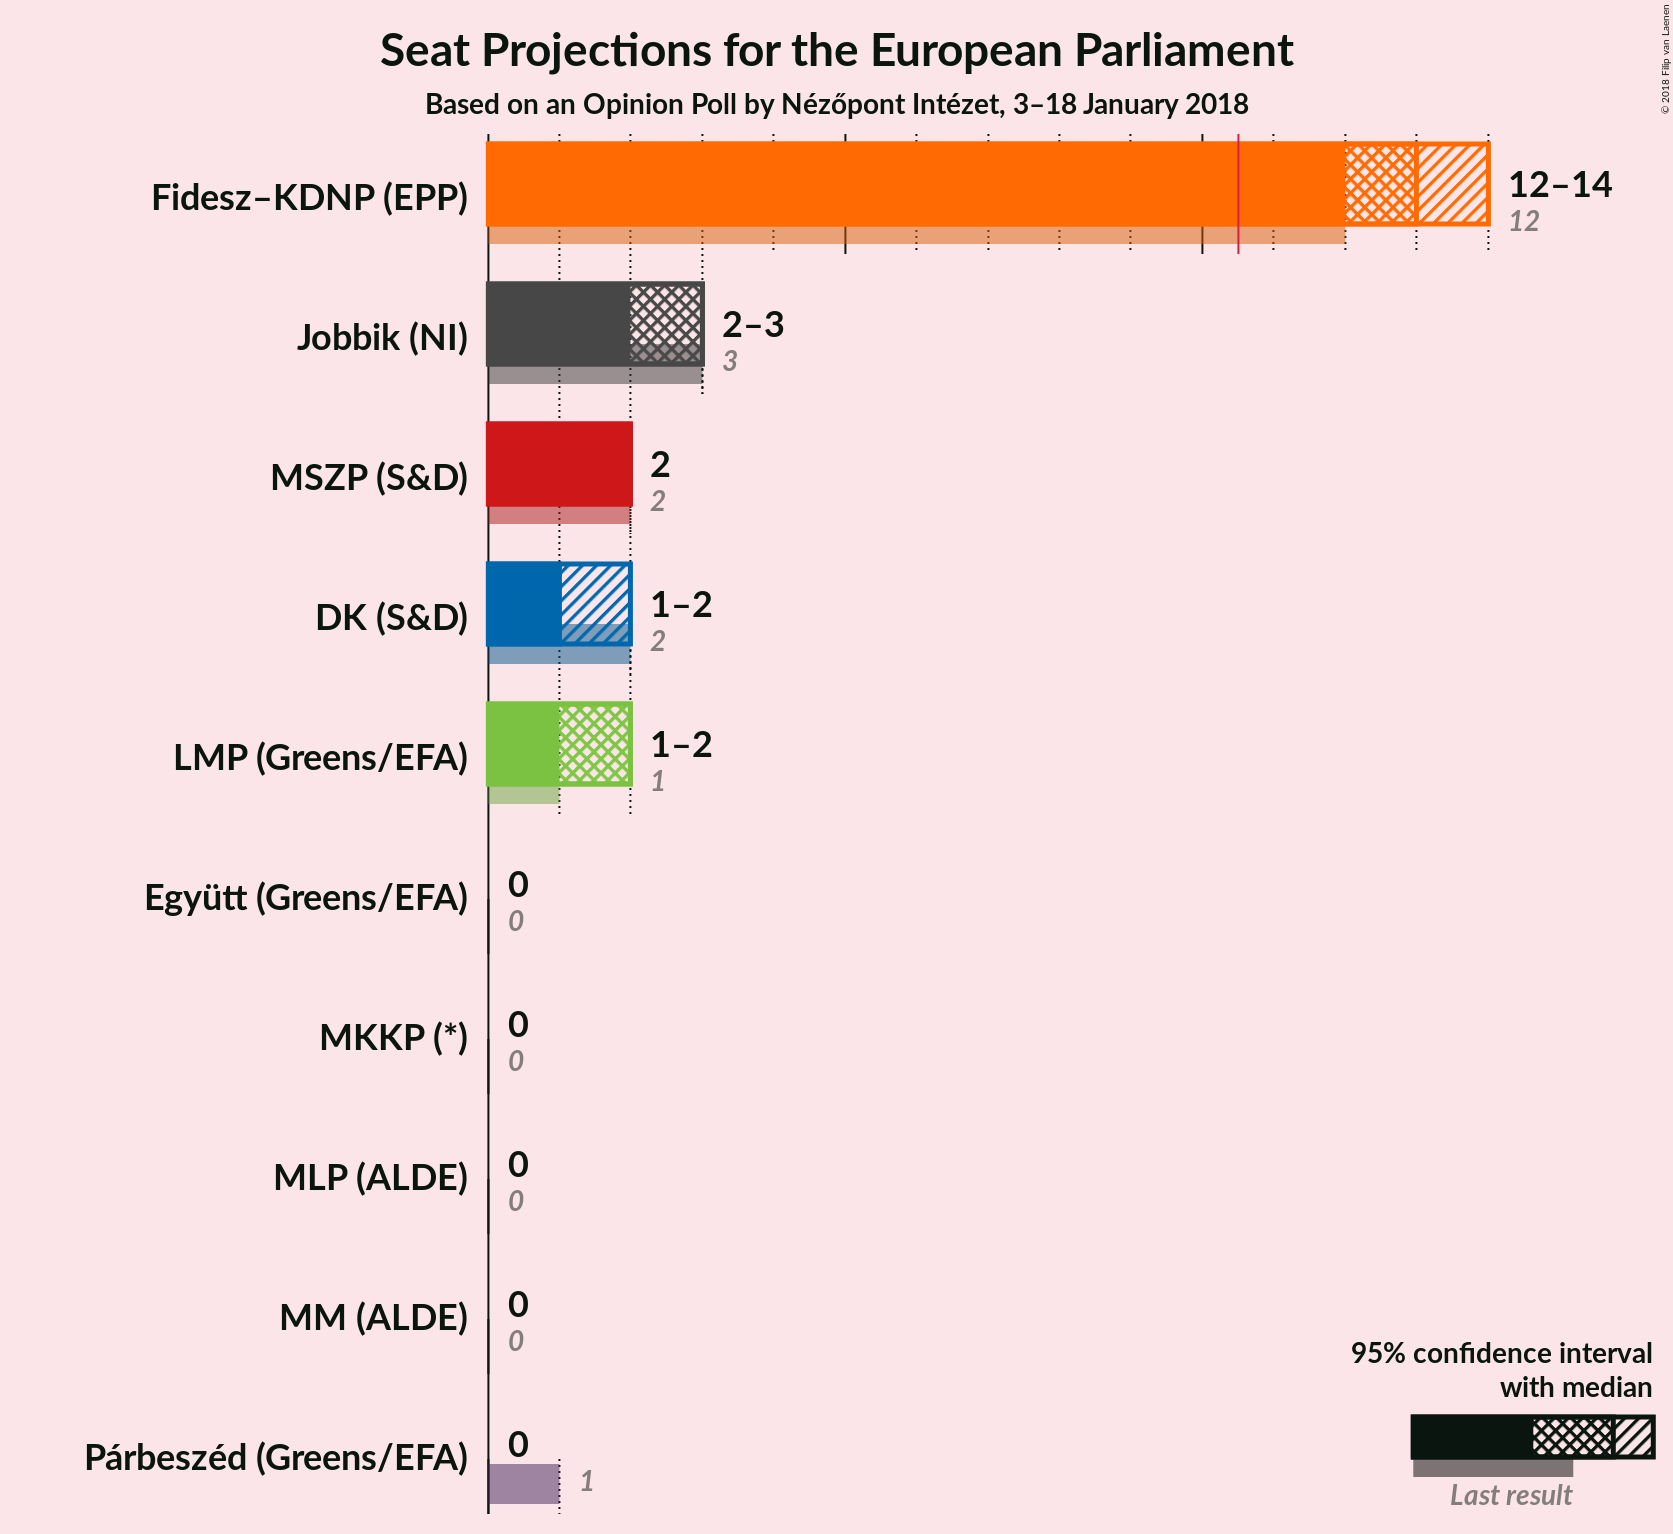 Seat Projections for the European Parliament
Based on an Opinion Poll by Nézőpont Intézet, 3–18 January 2018
© 2018 Filip van Laenen
Fidesz–KDNP (EPP)
12–14
12
Jobbik (NI)
2–3
3
MSZP (S&D)
2
2
DK (S&D)
1–2
2
LMP (Greens/EFA)
1–2
1
Együtt (Greens/EFA)
0
0
MKKP (*)
0
0
MLP (ALDE)
0
0
MM (ALDE)
0
0
Párbeszéd (Greens/EFA)
0
1
95% confidence interval
with median
Last result